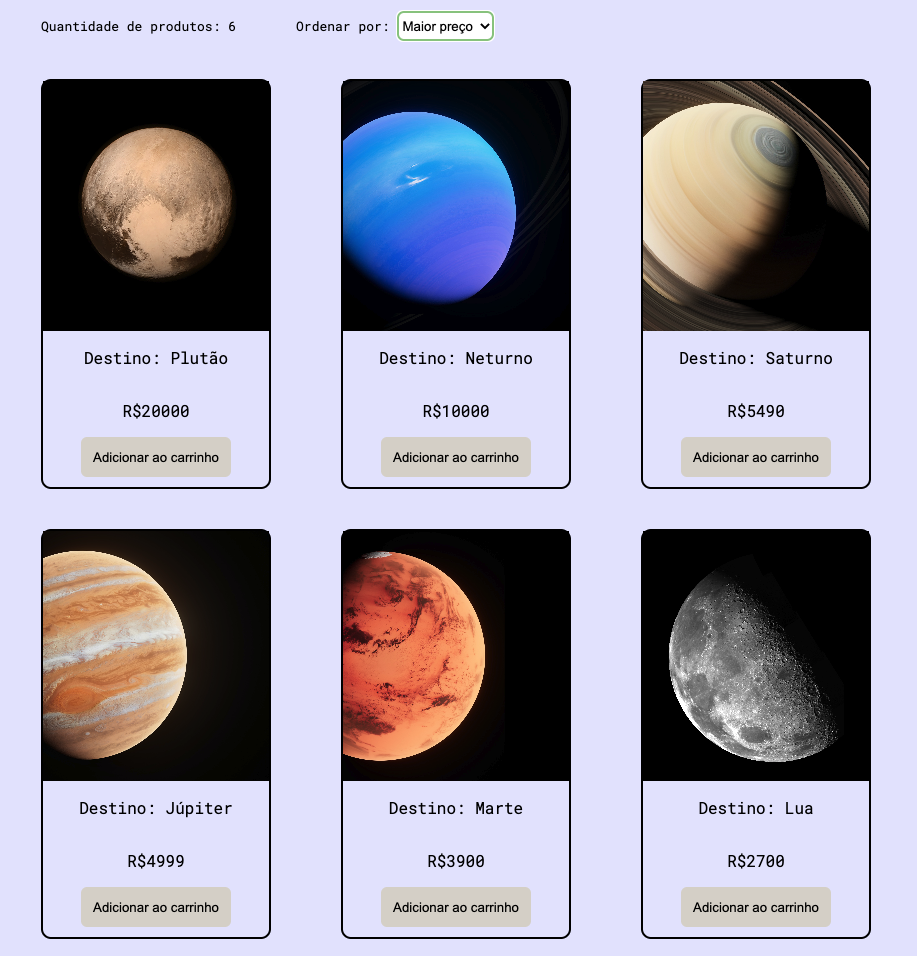 Quantidade de produtos: 6 Ordenar por: Maior preço
Destino: Plutão Destino: Neturno Destino: Saturno
R$20000 R$10000 R$5490
Adicionar ao carrinho Adicionar ao carrinho Adicionar ao carrinho
Destino: Júpiter Destino: Marte Destino: Lua
R$4999 R$3900 R$2700
Adicionar ao carrinho Adicionar ao carrinho Adicionar ao carrinho